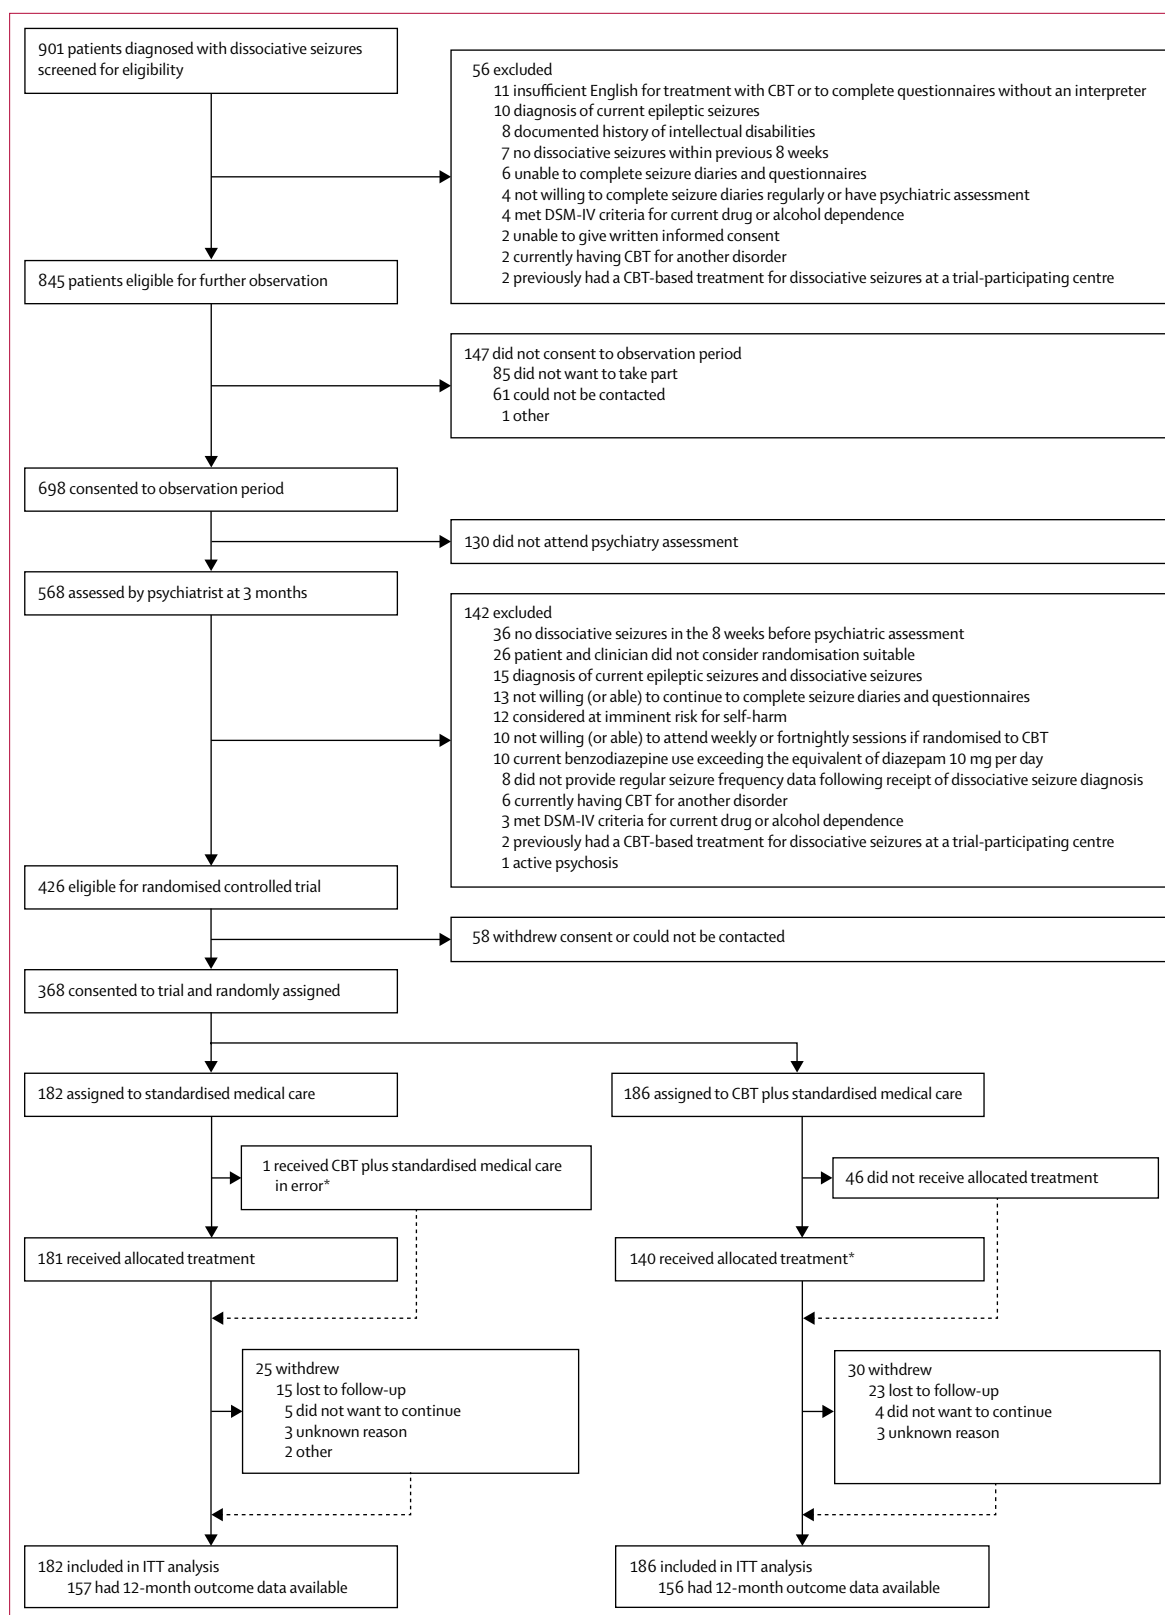 901 patients diagnosed with dissociative seizures
screened for eligibility
56 excluded
11 insufficient English for treatment with CBT or to complete questionnaires without an interpreter
10 diagnosis of current epileptic seizures
8 documented history of intellectual disabilities
7 no dissociative seizures within previous 8 weeks
6 unable to complete seizure diaries and questionnaires
4 not willing to complete seizure diaries regularly or have psychiatric assessment
4 met DSM-IV criteria for current drug or alcohol dependence
2 unable to give written informed consent
2 currently having CBT for another disorder
2 previously had a CBT-based treatment for dissociative seizures at a trial-participating centre
845 patients eligible for further observation
147 did not consent to observation period
85 did not want to take part
61 could not be contacted
1 other
698 consented to observation period
130 did not attend psychiatry assessment
568 assessed by psychiatrist at 3 months
142 excluded
36 no dissociative seizures in the 8 weeks before psychiatric assessment
26 patient and clinician did not consider randomisation suitable
15 diagnosis of current epileptic seizures and dissociative seizures
13 not willing (or able) to continue to complete seizure diaries and questionnaires
12 considered at imminent risk for self-harm
10 not willing (or able) to attend weekly or fortnightly sessions if randomised to CBT
10 current benzodiazepine use exceeding the equivalent of diazepam 10 mg per day
8 did not provide regular seizure frequency data following receipt of dissociative seizure diagnosis
6 currently having CBT for another disorder
3 met DSM-IV criteria for current drug or alcohol dependence
2 previously had a CBT-based treatment for dissociative seizures at a trial-participating centre
1 active psychosis
426 eligible for randomised controlled trial
58 withdrew consent or could not be contacted
368 consented to trial and randomly assigned
182 assigned to standardised medical care
186 assigned to CBT plus standardised medical care
1 received CBT plus standardised medical care
in error*
46 did not receive allocated treatment
181 received allocated treatment
140 received allocated treatment*
25 withdrew
15 lost to follow-up
5 did not want to continue
3 unknown reason
2 other
30 withdrew
23 lost to follow-up
4 did not want to continue
3 unknown reason
182 included in ITT analysis
157 had 12-month outcome data available
186 included in ITT analysis
156 had 12-month outcome data available